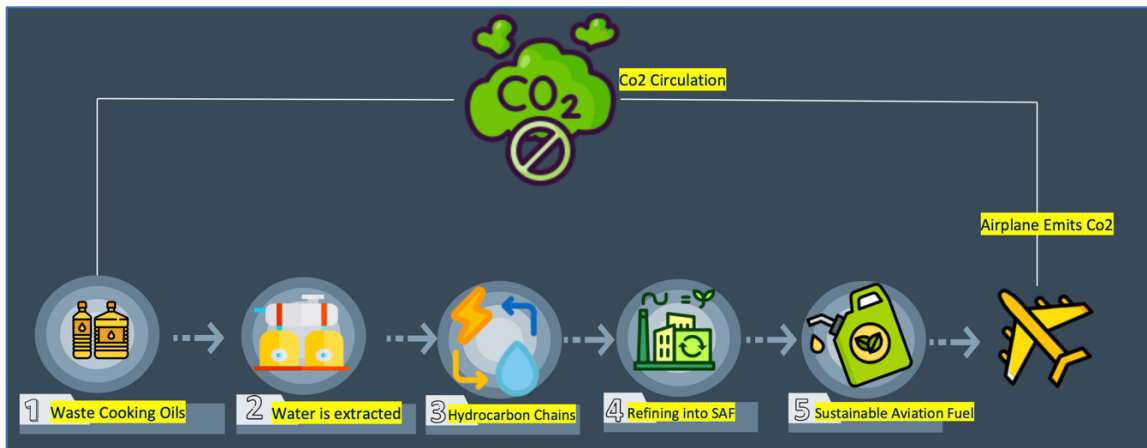 CO2
Co2 Circulation
Airplane Emits Co2
1 Waste Cooking Oils
2 Water is extracted
3 Hydrocarbon Chains
4 Refining into SAF
5 Sustainable Aviation Fuel